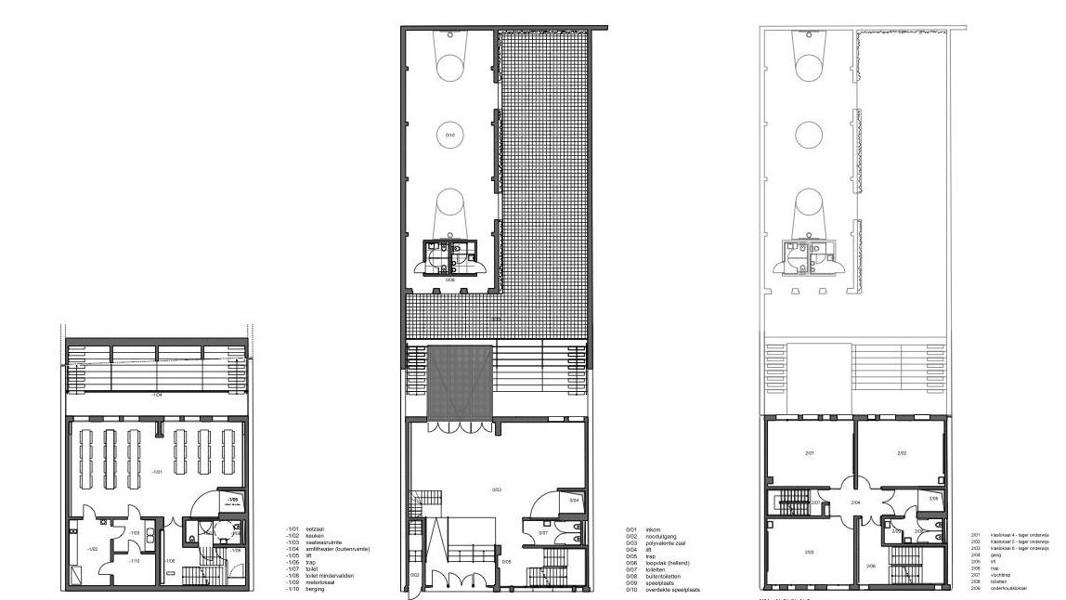 0/10
0/08
-1/04
-1/01
-1/02
-1/03
-1/10
-1/06
-1/09
0/03
0/04
0/07
0/05
0/02
2/01
2/02
2/04
2/05
2/07
2/03
2/06
-1/01 eetzaal
-1/02 keuken
-1/03 vaatwasruimte
-1/04 amfitheater (buitenruimte)
-1/05 lift
-1/06 trap
-1/07 toilet
-1/08 toilet mindervaliden
-1/09 meterlokaal
-1/10 berging
0/01 inkom
0/02 nooduitgang
0/03 polyvalente zaal
0/04 lift
0/05 trap
0/06 loopvlak (hellend)
0/07 toiletten
0/08 buitentoiletten
0/09 speelplaats
0/10 overdekte speelplaats
2/01 klaslokaal 4 - lager onderwijs
2/02 klaslokaal 5 - lager onderwijs
2/03 klaslokaal 6 - lager onderwijs
2/04 gang
2/05 lift
2/06 trap
2/07 vluchttrap
2/08 toiletten
2/09 onderhoudslokaal